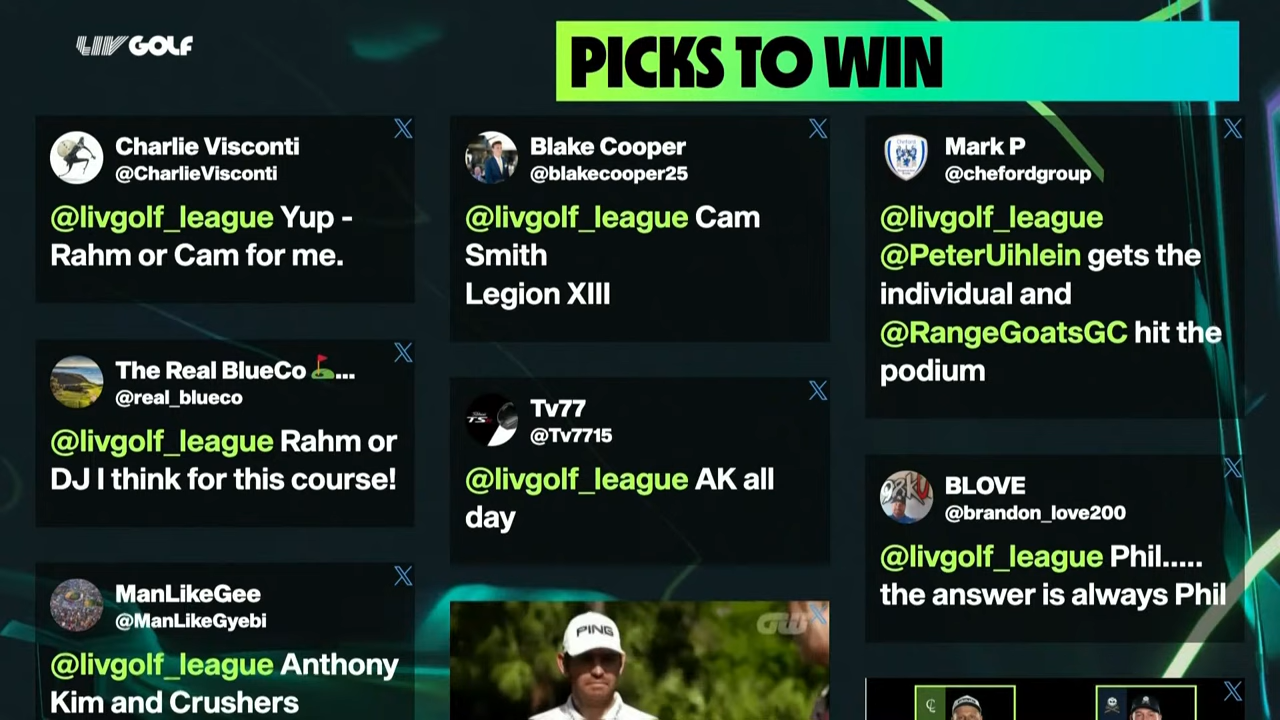 LIV GOLF
PICKS TO WIN
Charlie Visconti
@CharlieVisconti
@livgolf_league Yup -
Rahm or Cam for me.
The Real BlueCo ⛳...
@real_blueco
@livgolf_league Rahm or
DJ I think for this course!
ManLikeGee
@ManLikeGyebi
@livgolf_league Anthony
Kim and Crushers
Blake Cooper
@blakecooper25
@livgolf_league Cam
Smith
Legion XIII
Tv77
@Tv7715
@livgolf_league AK all
day
PING
GW
Mark P
@chefordgroup
@livgolf_league
@PeterUihlein gets the
individual and
@RangeGoatsGC hit the
podium
BLOVE
@brandon_love200
@livgolf_league Phil.....
the answer is always Phil